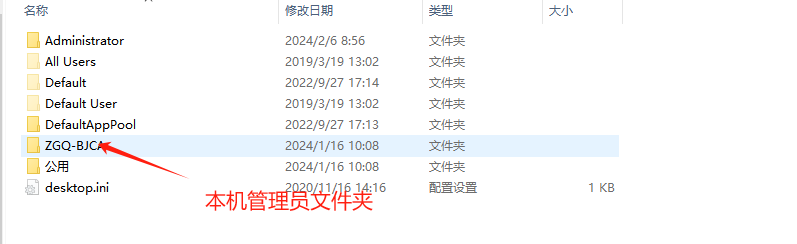 名称 修改日期 类型 大小
Administrator 2024/2/6 8:56 文件夹
All Users 2019/3/19 13:02 文件夹
Default 2022/9/27 17:14 文件夹
Default User 2019/3/19 13:02 文件夹
DefaultAppPool 2022/9/27 17:13 文件夹
ZGQ-BJCA 2024/1/16 10:08 文件夹
公用 2024/1/16 10:08 文件夹
desktop.ini 2020/11/16 14:16 配置设置 1 KB
本机管理员文件夹